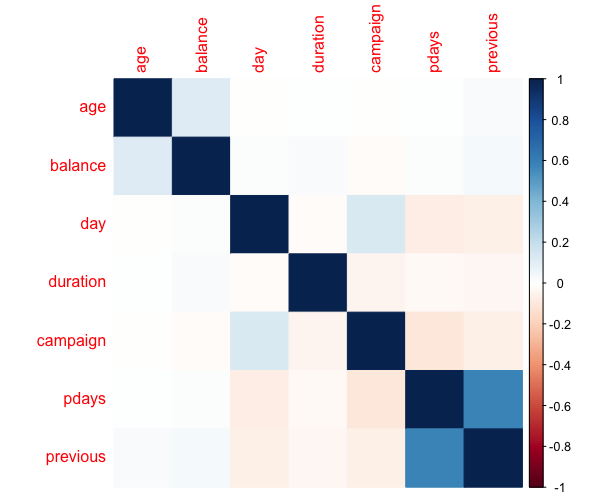 age
balance
day
duration
campaign
pdays
previous
age
balance
day
duration
campaign
pdays
previous
1
0.8
0.6
0.4
0.2
0
-0.2
-0.4
-0.6
-0.8
-1